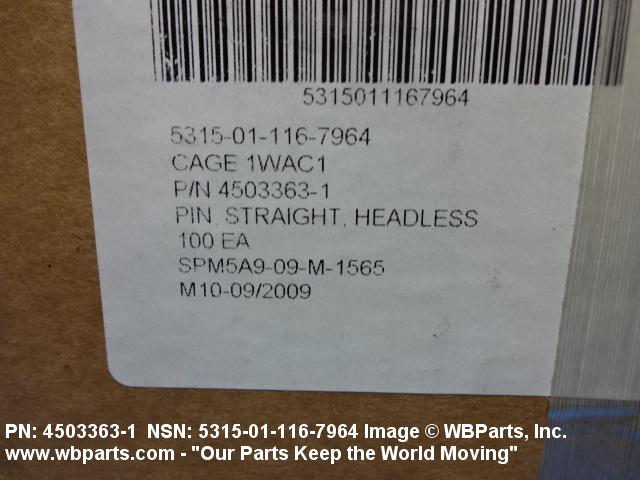 5315011167964
5315-01-116-7964
CAGE 1WAC1
P/N 4503363-1
PIN, STRAIGHT, HEADLESS
100 EA
SPM5A9-09-M-1565
M10-09/2009
PN: 4503363-1 NSN: 5315-01-116-7964 Image © WBParts, Inc.
www.wbparts.com - "Our Parts Keep the World Moving"